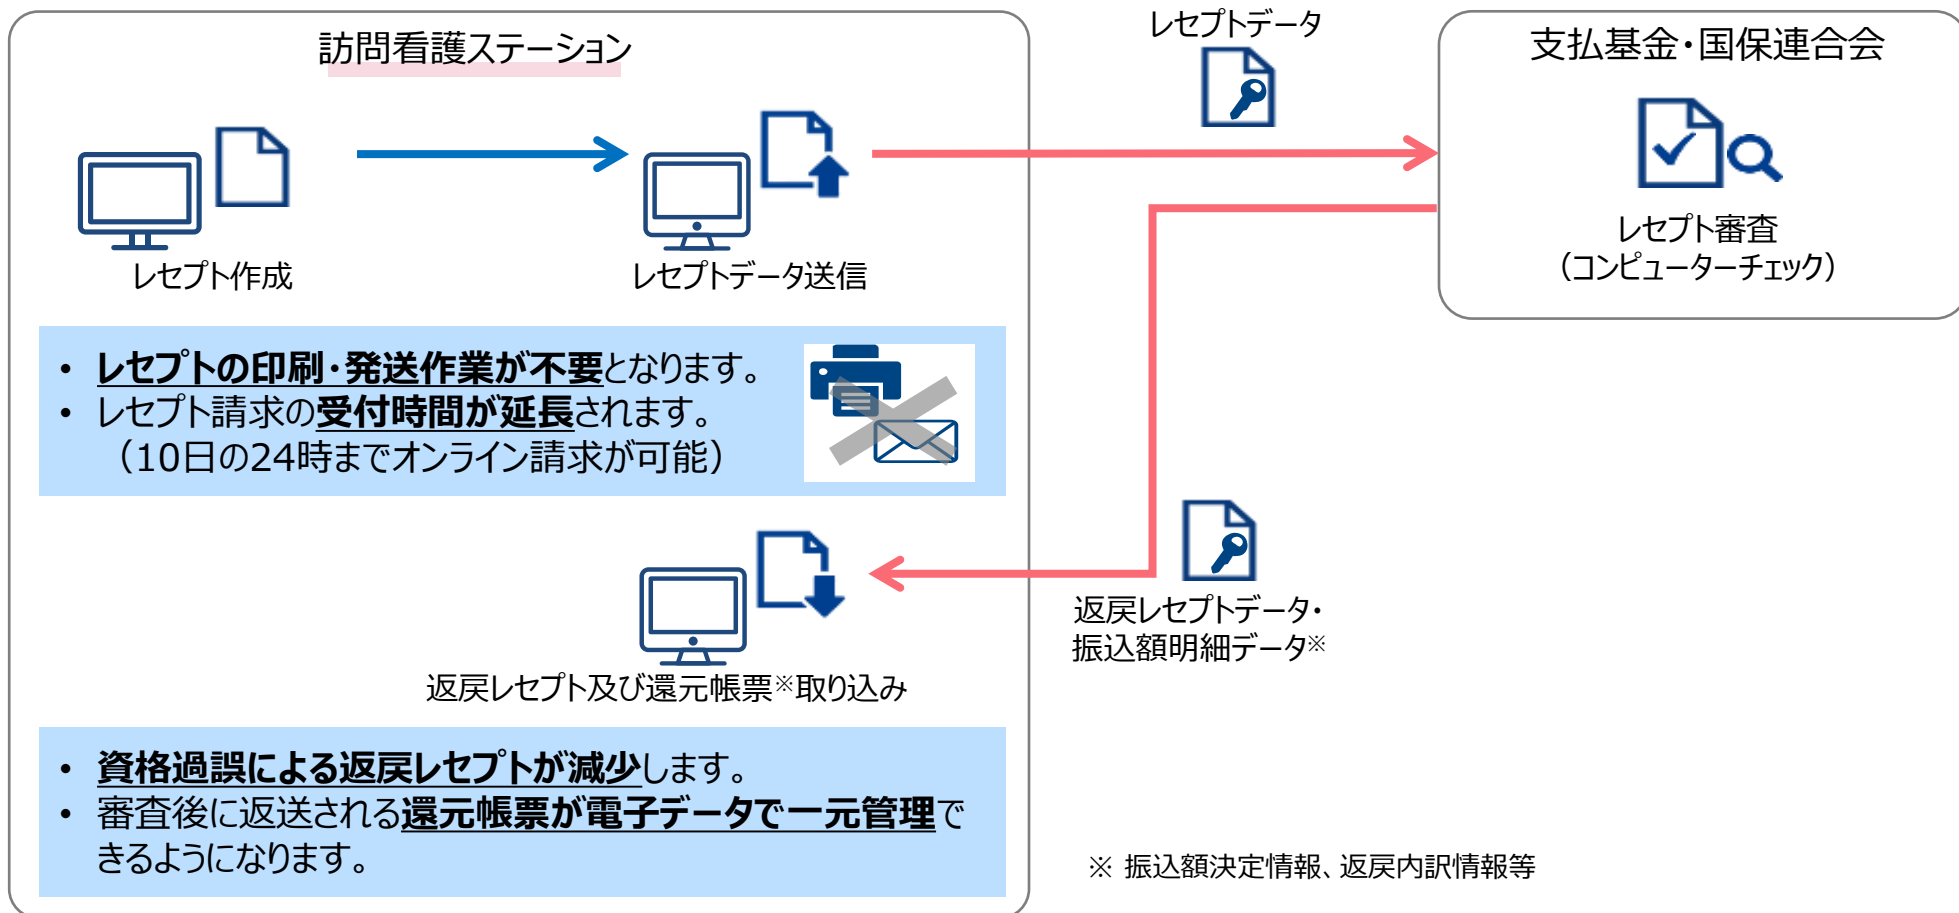 訪問看護ステーション
レセプト作成
レセプトデータ送信
レセプトデータ
支払基金・国保連合会
レセプト審査
（コンピューターチェック）
• レセプトの印刷・発送作業が不要となります。
• レセプト請求の受付時間が延長されます。
（10日の24時までオンライン請求が可能）
返戻レセプトデータ・
振込額明細データ※
返戻レセプト及び還元帳票※取り込み
• 資格過誤による返戻レセプトが減少します。
• 審査後に返送される還元帳票が電子データで一元管理で
きるようになります。
※ 振込額決定情報、返戻内訳情報等